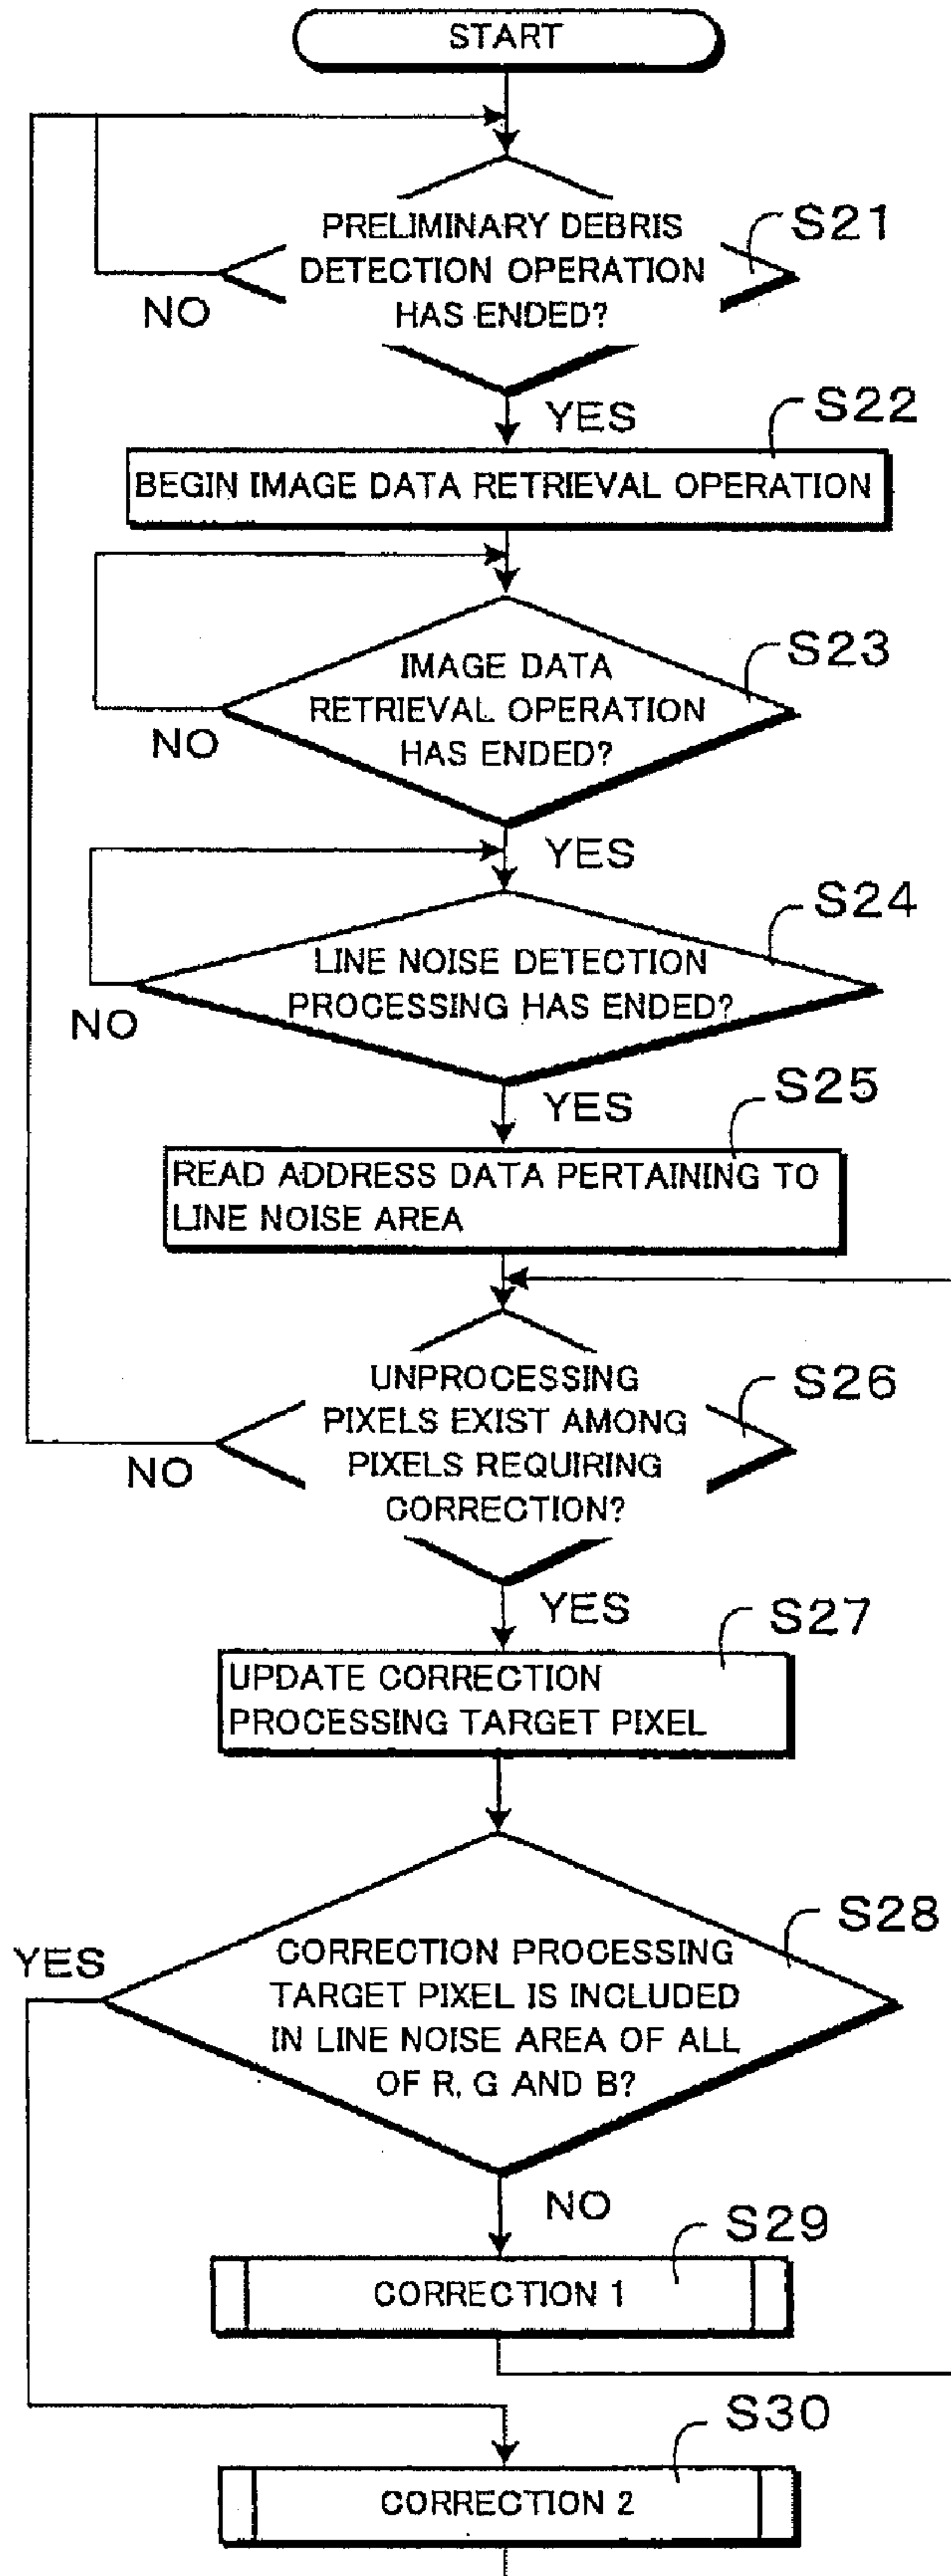 START
PRELIMINARY DEBRIS
DETECTION OPERATION
HAS ENDED?
S21
NO
YES
S22
BEGIN IMAGE DATA RETRIEVAL OPERATION
S23
IMAGE DATA
RETRIEVAL OPERATION
HAS ENDED?
NO
YES
S24
LINE NOISE DETECTION
PROCESSING HAS ENDED?
NO
YES
S25
READ ADDRESS DATA PERTAINING TO
LINE NOISE AREA
UNPROCESSING
PIXELS EXIST AMONG
PIXELS REQUIRING
CORRECTION?
S26
NO
YES
S27
UPDATE CORRECTION
PROCESSING TARGET PIXEL
S28
YES
CORRECTION PROCESSING
TARGET PIXEL IS INCLUDED
IN LINE NOISE AREA OF ALL
OF R, G AND B?
NO
S29
CORRECTION 1
S30
CORRECTION 2